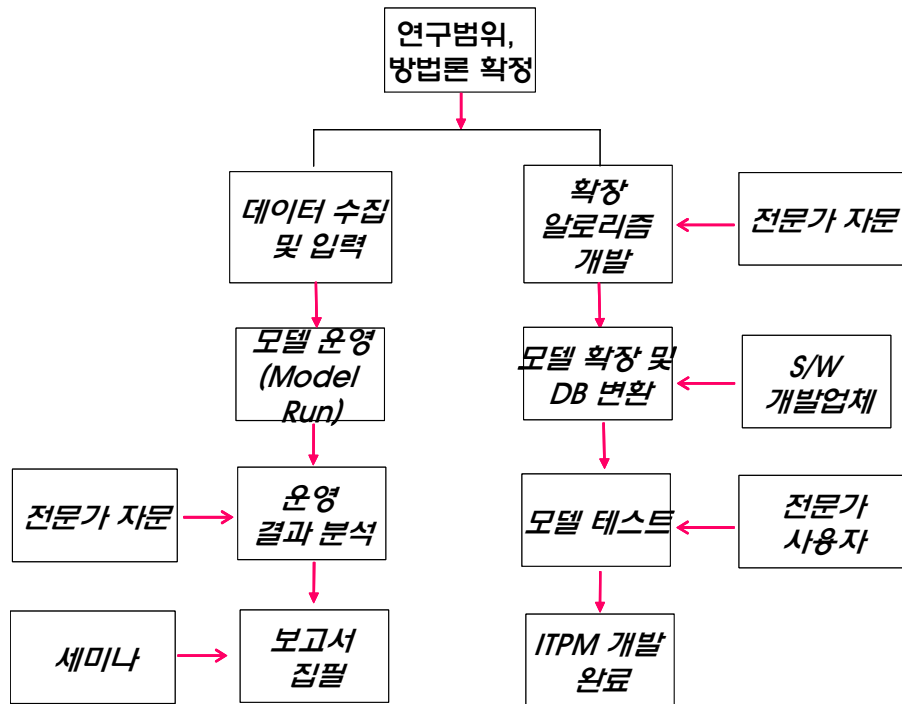 연구범위,
방법론 확정
데이터 수집
및 입력
확장
알고리즘
개발
전문가 자문
모델 운영
(Model
Run)
모델 확장 및
DB 변환
S/W
개발업체
전문가 자문
운영
결과 분석
모델 테스트
전문가
사용자
세미나
보고서
집필
ITPM 개발
완료